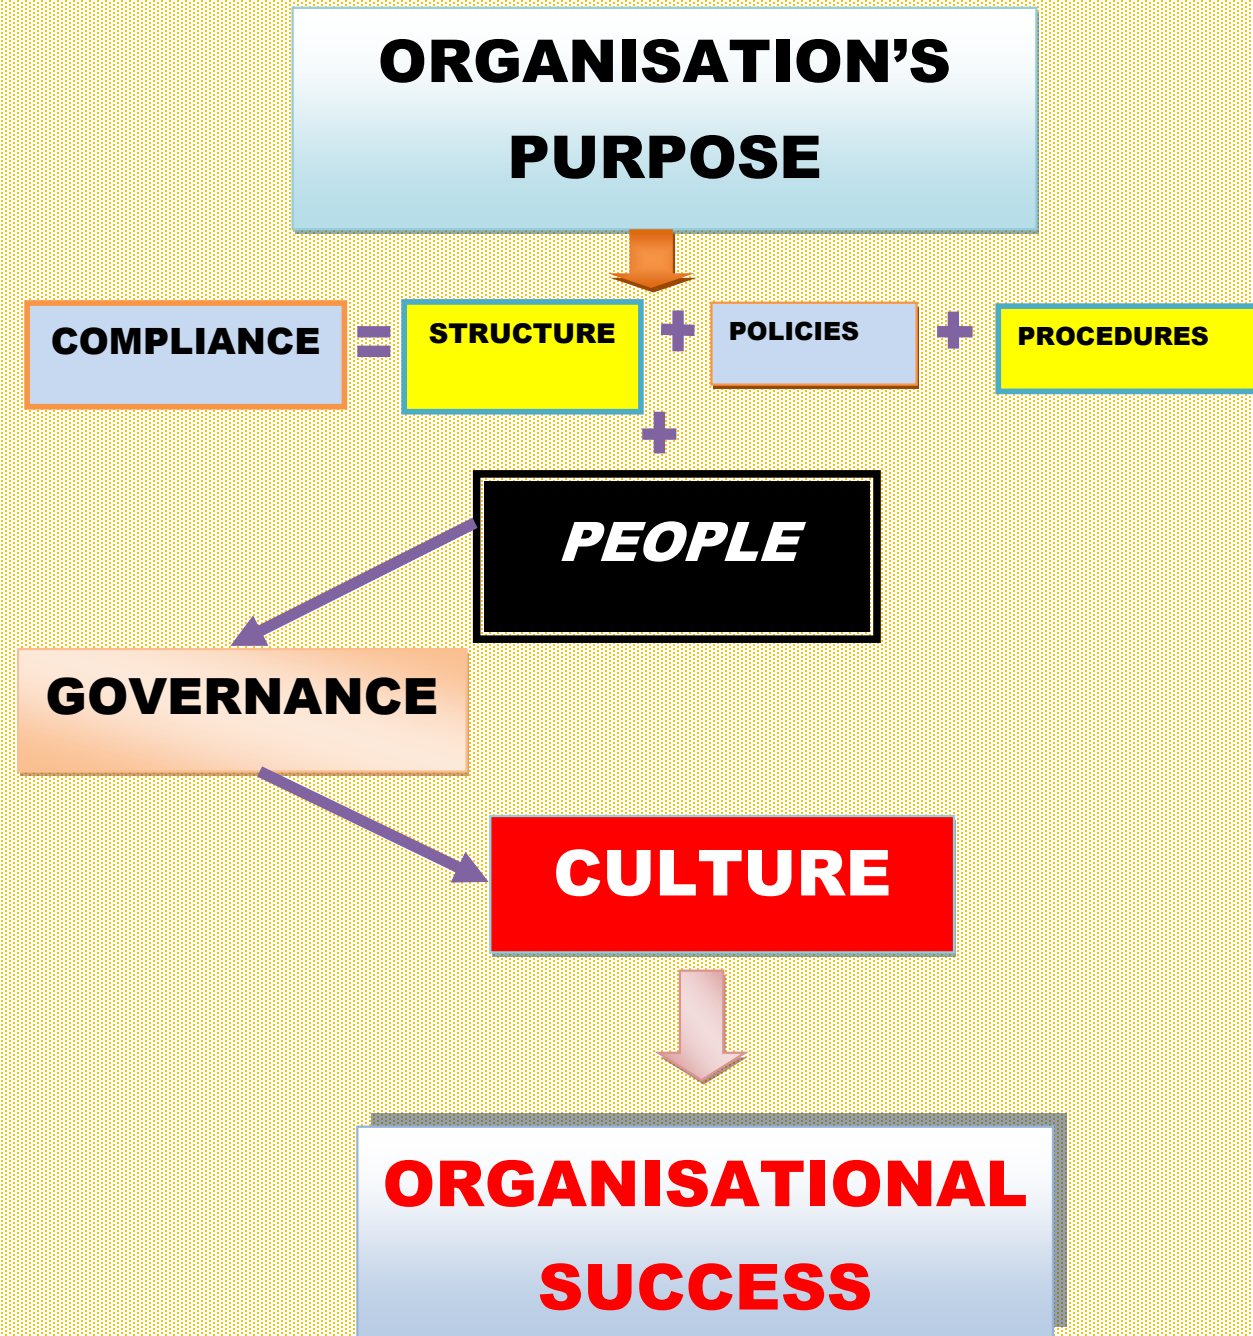 ORGANISATION’S
PURPOSE
COMPLIANCE = STRUCTURE + POLICIES + PROCEDURES
+
PEOPLE
GOVERNANCE
CULTURE
ORGANISATIONAL
SUCCESS